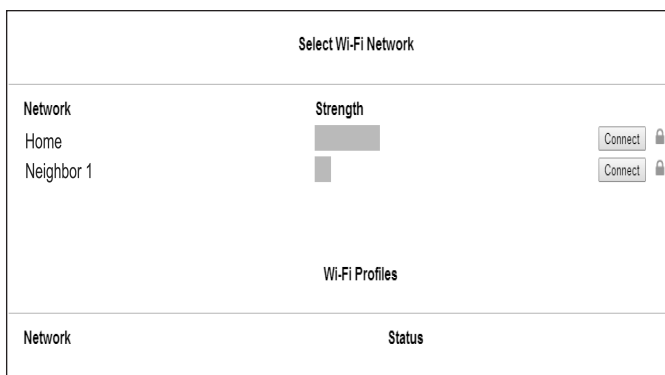 Select Wi-Fi Network
Network Strength
Home Connect
Neighbor 1 Connect
Wi-Fi Profiles
Network Status